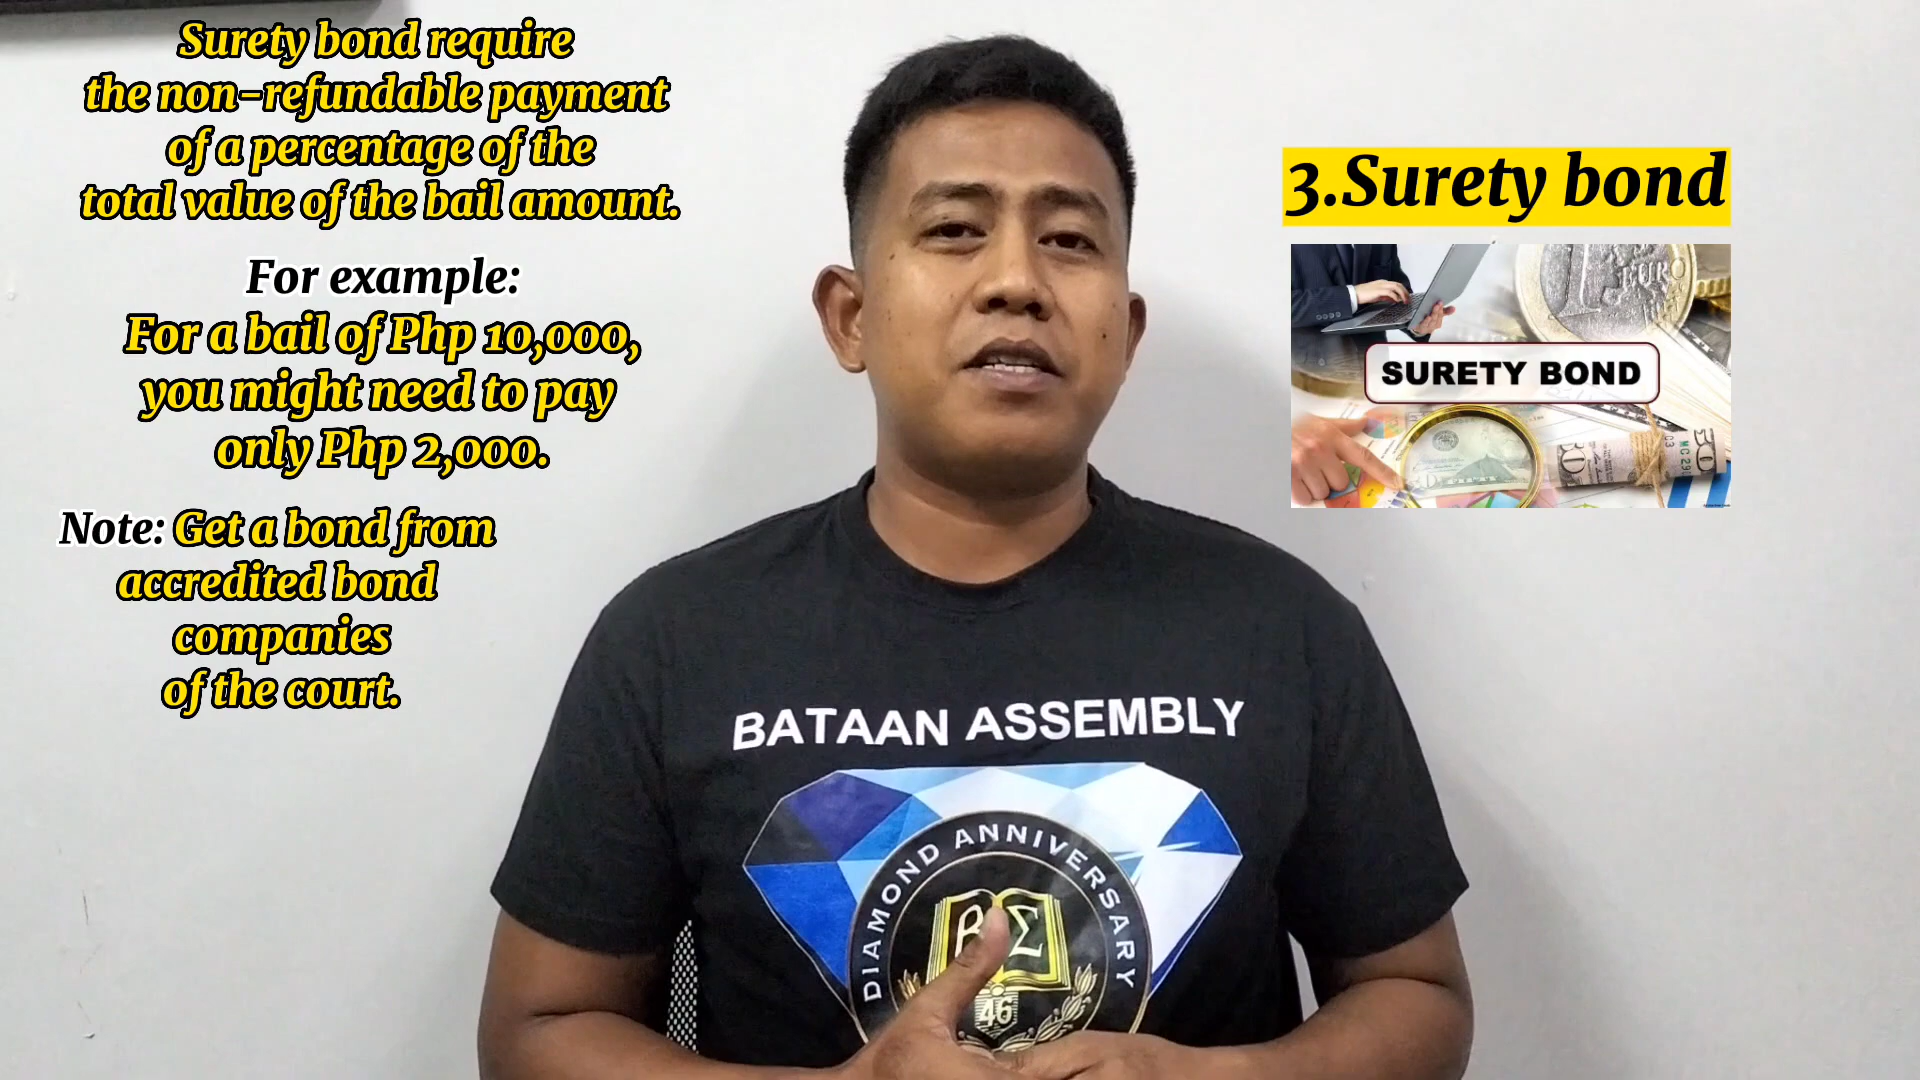 Surety bond require
the non-refundable payment
of a percentage of the
total value of the bail amount.
For example:
For a bail of Php 10,000,
you might need to pay
only Php 2,000.
Note: Get a bond from
accredited bond
companies
of the court.
3.Surety bond
EURO
SURETY BOND
BATAAN ASSEMBLY
DIAMOND ANNIVERSARY
ΒΣ
46